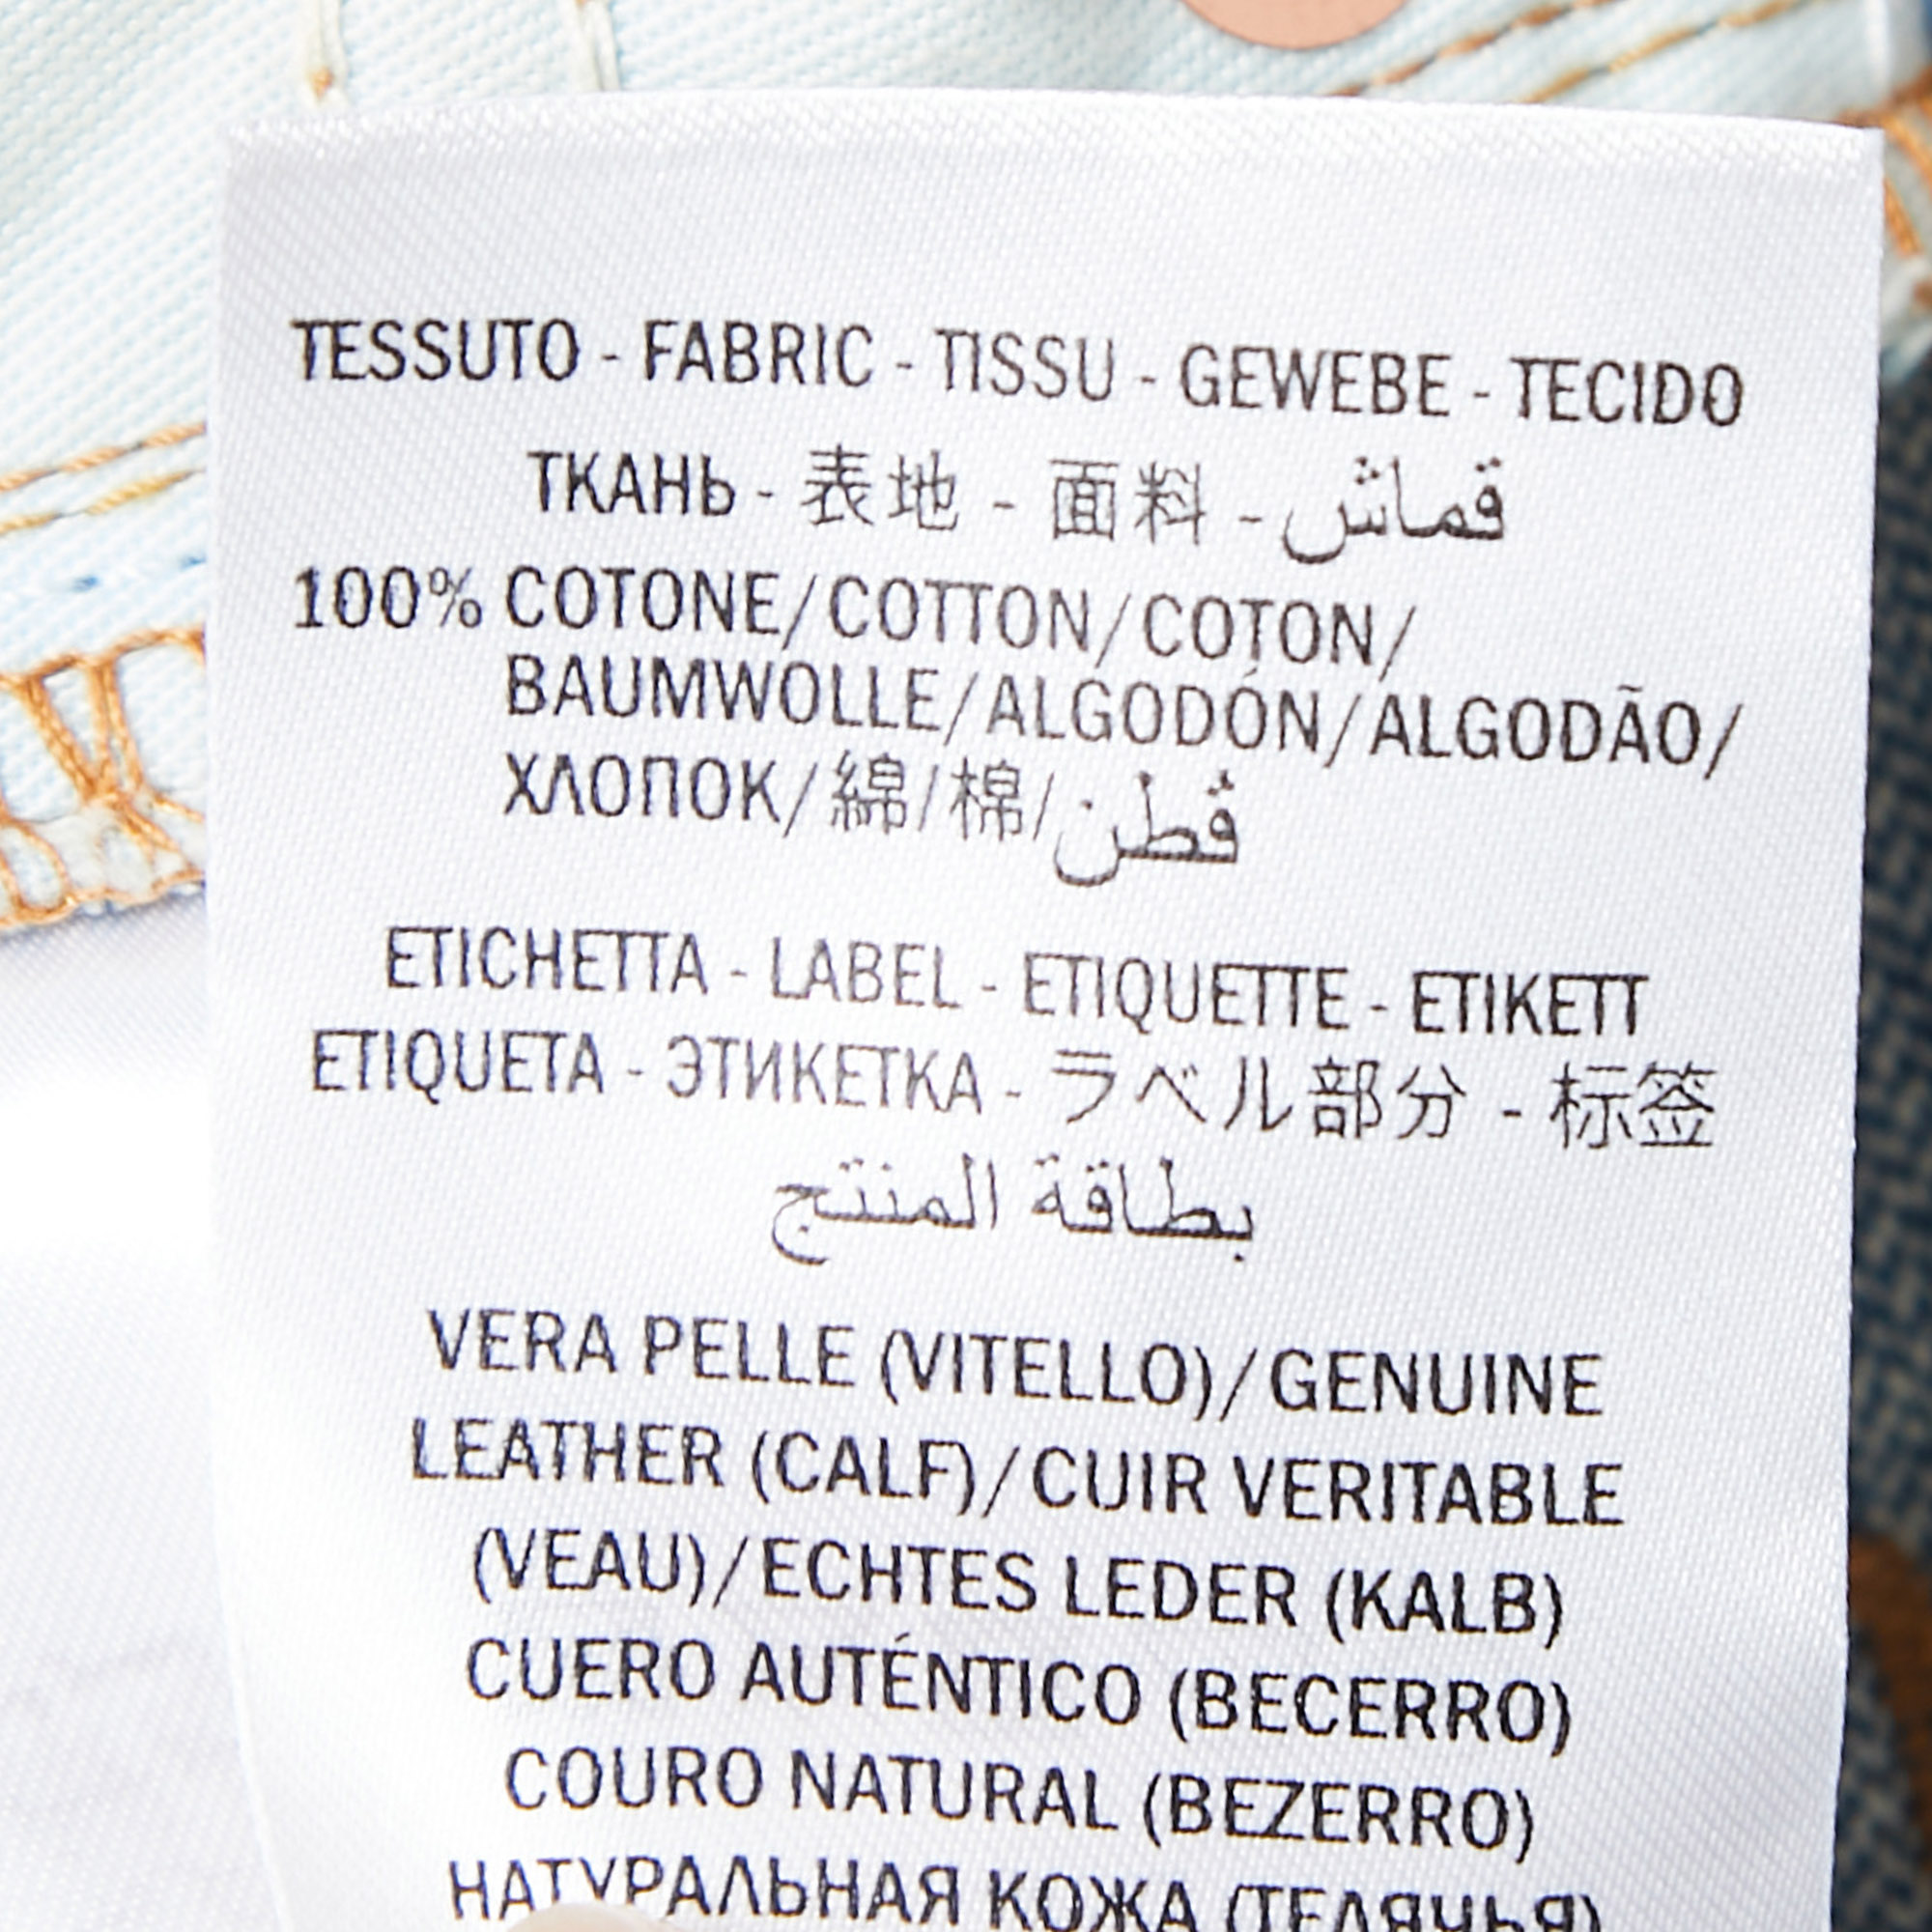 TESSUTO - FABRIC - TISSU - GEWEBE - TECIDO
ТКАНЬ - 表地 - 面料 - قماش
100% COTONE/COTTON/COTON/
BAUMWOLLE/ALGODÓN/ALGODÃO/
ХЛОПОК/綿/棉/قطن
ETICHETTA - LABEL - ETIQUETTE - ETIKETT
ETIQUETA - ЭТИКЕТКА - ラベル部分 - 标签
بطاقة المنتج
VERA PELLE (VITELLO)/GENUINE
LEATHER (CALF)/CUIR VERITABLE
(VEAU)/ECHTES LEDER (KALB)
CUERO AUTÉNTICO (BECERRO)
COURO NATURAL (BEZERRO)
НАТУРАЛЬНАЯ КОЖА (ТЕЛЯЧЬЯ)